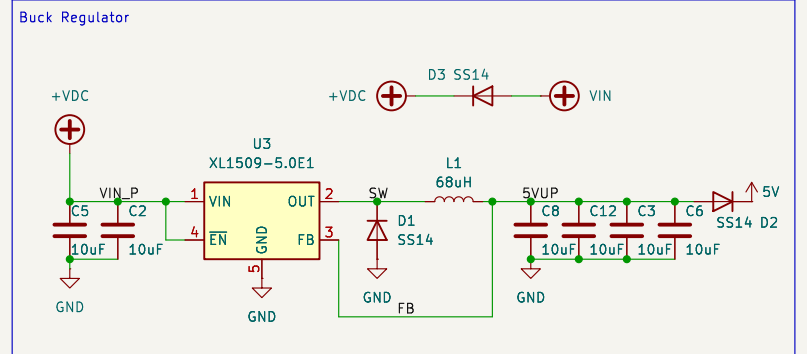 Buck Regulator
D3 SS14
+VDC
+VDC
VIN
U3
XL1509-5.0E1
L1
68uH
VIN_P
1
VIN
OUT
2
SW
5VUP
5V
C5
C2
D1
C8
C12
C3
C6
SS14 D2
4
EN
GND
FB
3
SS14
10uF
10uF
10uF
10uF
10uF
10uF
5
GND
GND
GND
GND
FB